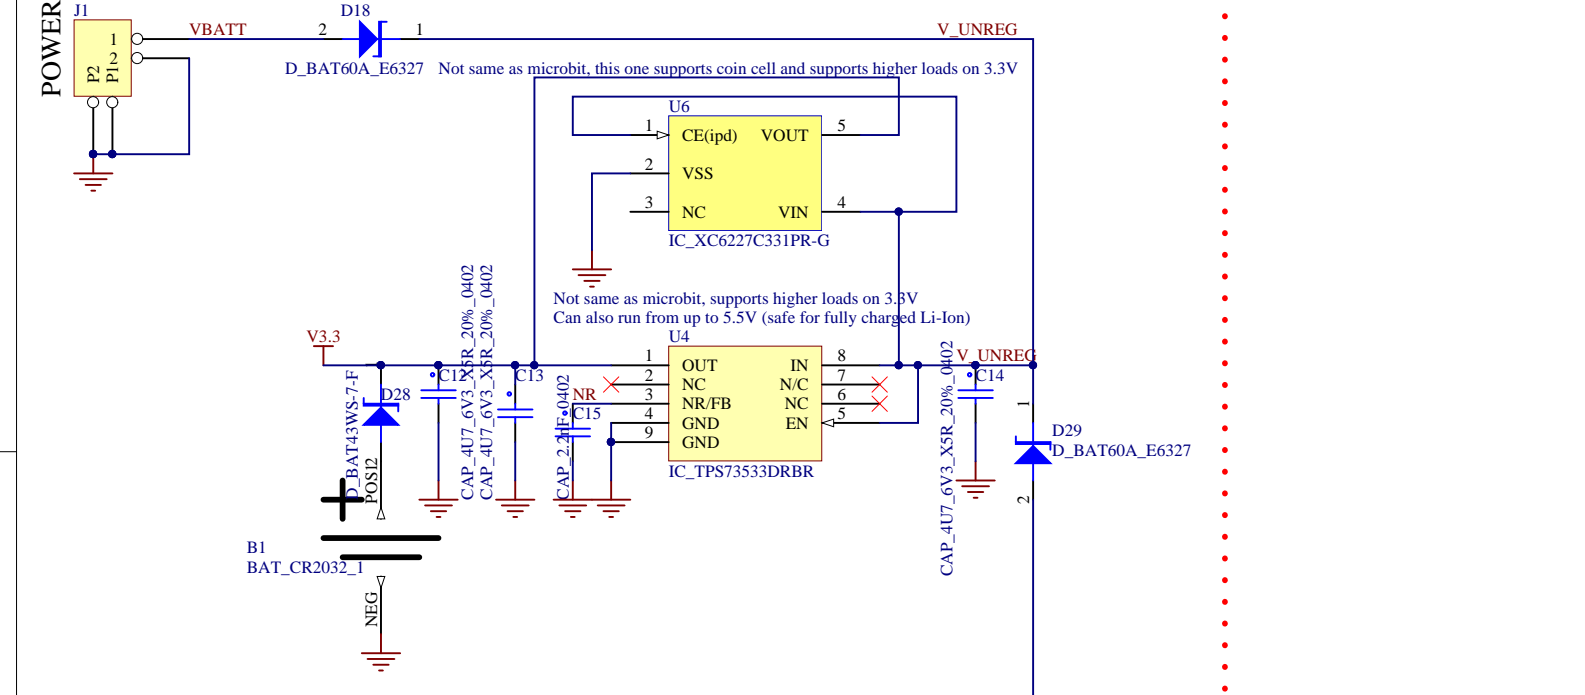 POWER
J1
1
2
P2
P1
VBATT
2
D18
1
D_BAT60A_E6327
V_UNREG
Not same as microbit, this one supports coin cell and supports higher loads on 3.3V
U6
1
CE(ipd)
VOUT
5
2
VSS
3
NC
VIN
4
IC_XC6227C331PR-G
Not same as microbit, supports higher loads on 3.3V
Can also run from up to 5.5V (safe for fully charged Li-Ion)
U4
1
OUT
IN
8
2
NC
N/C
7
3
NR/FB
NC
6
4
GND
EN
5
9
GND
IC_TPS73533DRBR
V3.3
D28
D_BAT43WS-7-F
POS12
C12
CAP_4U7_6V3_X5R_20%_0402
C13
CAP_4U7_6V3_X5R_20%_0402
NR
C15
CAP_2.2nF_0402
V_UNREG
C14
CAP_4U7_6V3_X5R_20%_0402
1
D29
D_BAT60A_E6327
2
B1
BAT_CR2032_1
NEG